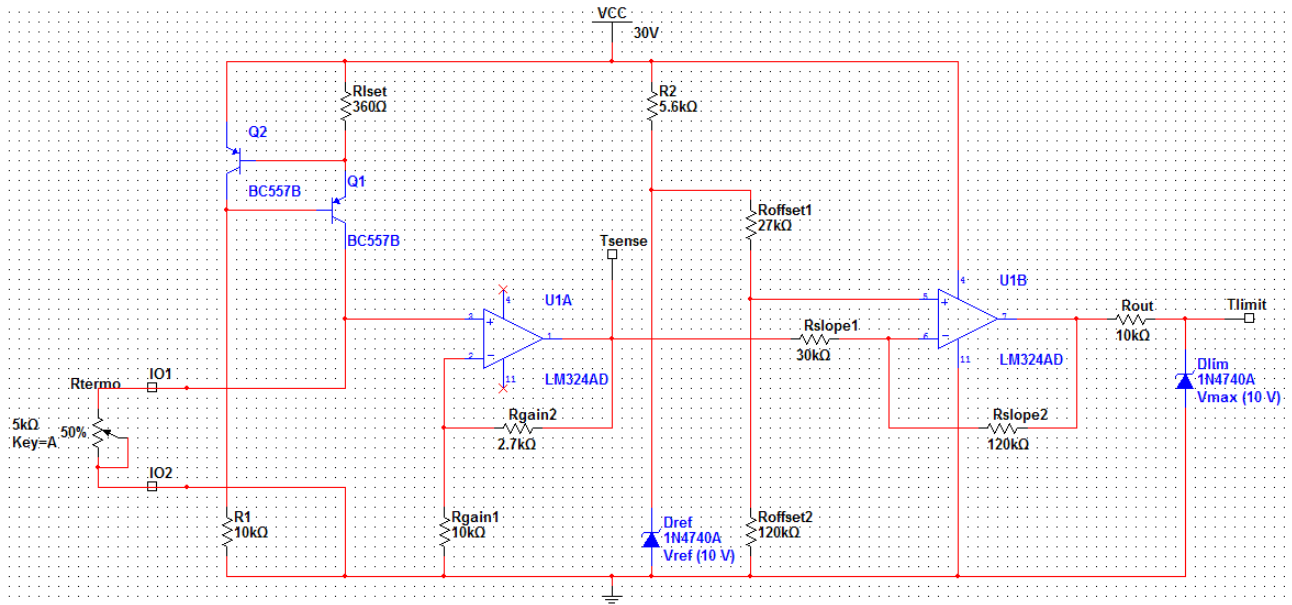 VCC
30V
RIset
360Ω
R2
5.6kΩ
Q2
BC557B
Q1
BC557B
Roffset1
27kΩ
Tsense
U1A
4
3
2
1
11
LM324AD
U1B
4
5
6
7
11
LM324AD
Rslope1
30kΩ
Rout
10kΩ
Tlimit
Dlim
1N4740A
Vmax (10 V)
Rtermo
IO1
5kΩ
50%
Key=A
IO2
Rgain2
2.7kΩ
Rslope2
120kΩ
R1
10kΩ
Rgain1
10kΩ
Dref
1N4740A
Vref (10 V)
Roffset2
120kΩ